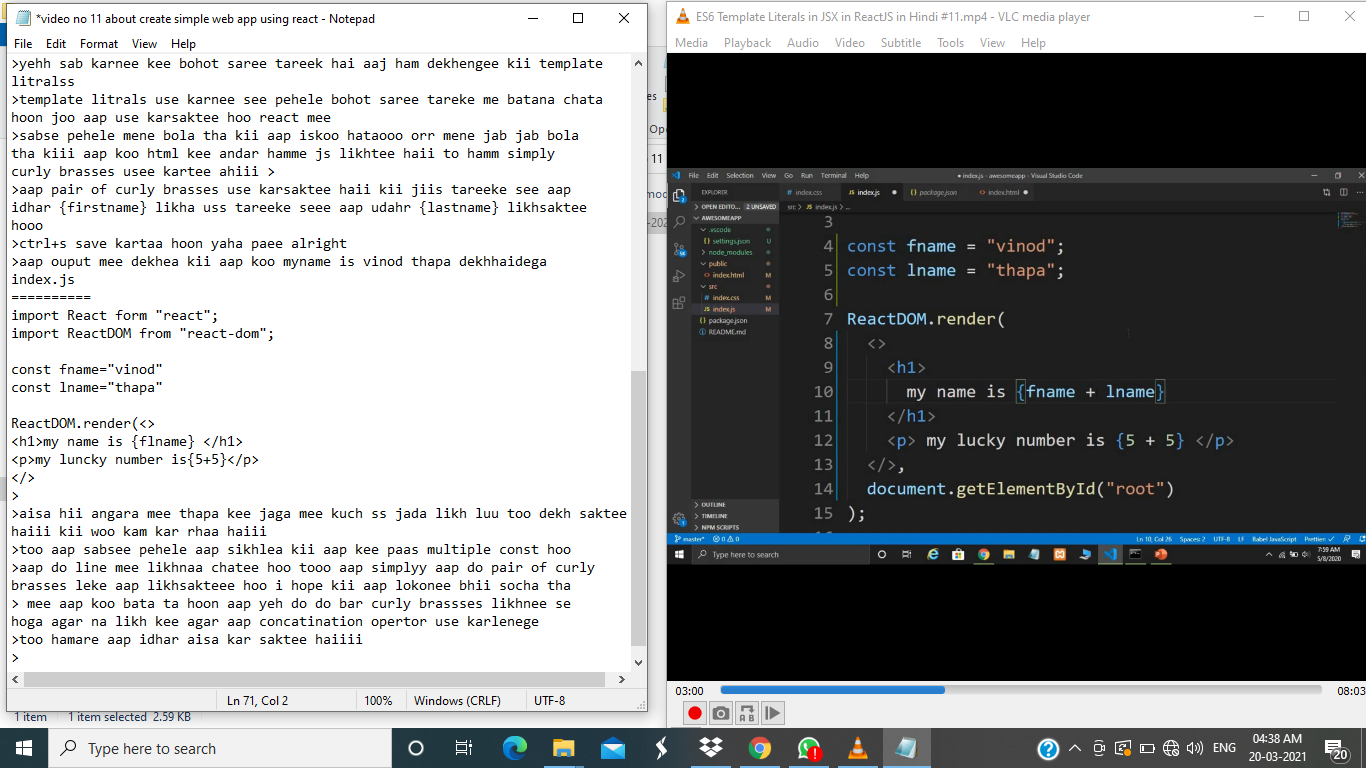 *video no 11 about create simple web app using react - Notepad
File Edit Format View Help
>yehh sab karnee kee bohot saree tareek hai aaj ham dekhengee kii template
litralss
>template litrals use karnee see pehele bohot saree tareke me batana chata
hoon joo aap use karsaktee hoo react mee
>sabse pehele mene bola tha kii aap iskoo hataooo orr mene jab jab bola
tha kiii aap koo html kee andar hamme js likhtee haii to hamm simply
curly brasses usee kartee ahiii >
>aap pair of curly brasses use karsaktee haii kii jiis tareeke see aap
idhar {firstname} likha uss tareeke seee aap udahr {lastname} likhsaktee
hooo
>ctrl+s save kartaa hoon yaha paee alright
>aap ouput mee dekhea kii aap koo myname is vinod thapa dekhhaidega
index.js
==========
import React form "react";
import ReactDOM from "react-dom";
const fname="vinod"
const lname="thapa"
ReactDOM.render(<>
<h1>my name is {flname} </h1>
<p>my luncky number is{5+5}</p>
</>
>
>aisa hii angara mee thapa kee jaga mee kuch ss jada likh luu too dekh saktee
haiii kii woo kam kar rhaa haiii
>too aap sabsee pehele aap sikhlea kii aap kee paas multiple const hoo
>aap do line mee likhnaa chatee hoo tooo aap simplyy aap do pair of curly
brasses leke aap likhsakteee hoo i hope kii aap lokonee bhii socha tha
> mee aap koo bata ta hoon aap yeh do do bar curly brassses likhnee se
hoga agar na likh kee agar aap concatination opertor use karlenege
>too hamare aap idhar aisa kar saktee haiiii
>
Ln 71, Col 2 100% Windows (CRLF) UTF-8
1 item 1 item selected 2.59 KB
es
Op
11
mod
-202
ES6 Template Literals in JSX in ReactJS in Hindi #11.mp4 - VLC media player
Media Playback Audio Video Subtitle Tools View Help
File Edit Selection View Go Run Terminal Help ● index.js - awesomeapp - Visual Studio Code
EXPLORER
index.css index.js package.json index.html
OPEN EDITO... 2 UNSAVED
src > index.js > ...
AWESOMEAPP
.vscode
settings.json U
node_modules
public
index.html M
src
index.css M
index.js M
package.json
README.md
OUTLINE
TIMELINE
NPM SCRIPTS
3
4 const fname = "vinod";
5 const lname = "thapa";
6
7 ReactDOM.render(
8 <>
9 <h1>
10 my name is {fname + lname}
11 </h1>
12 <p> my lucky number is {5 + 5} </p>
13 </>,
14 document.getElementById("root")
15 );
master* 0 0 Ln 10, Col 26 Spaces: 2 UTF-8 LF Babel JavaScript Prettier: ✓
Type here to search
7:59 AM
5/8/2020
03:00 08:03
Type here to search
ENG
04:38 AM
20-03-2021
20